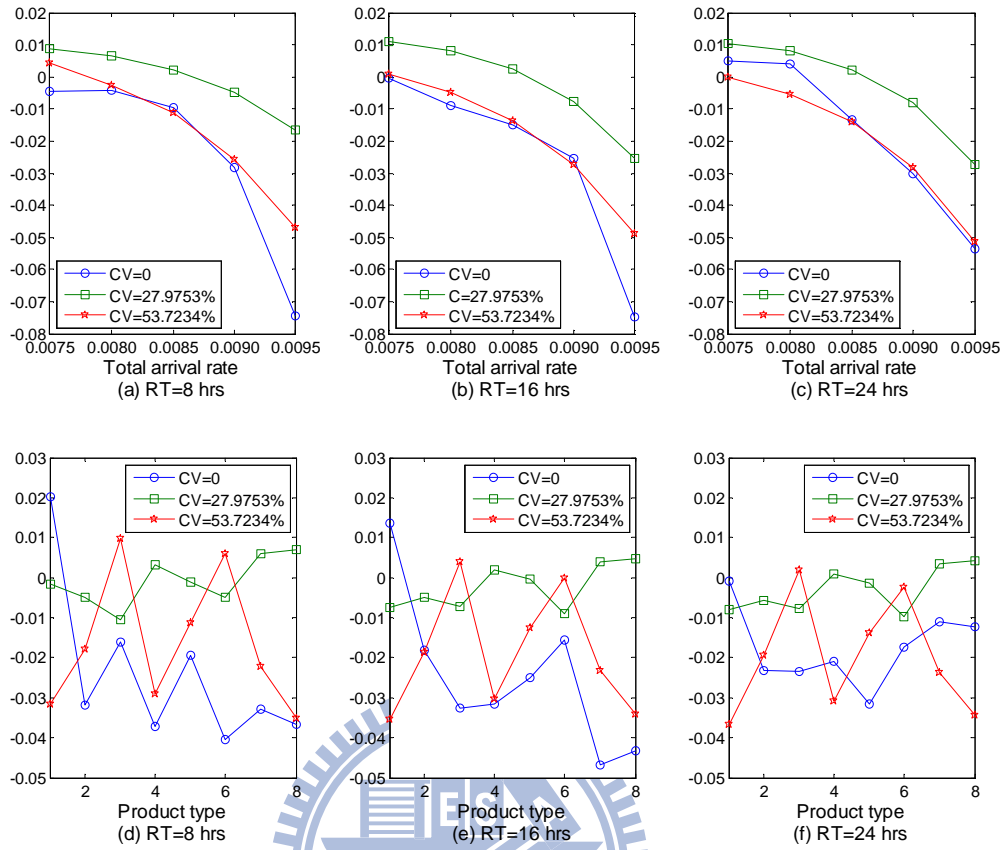 0.02 0.02 0.02
0.01 0.01 0.01
0 0 0
-0.01 -0.01 -0.01
-0.02 -0.02 -0.02
-0.03 -0.03 -0.03
-0.04 -0.04 -0.04
-0.05 -0.05 -0.05
-0.06 -0.06 -0.06
-0.07 -0.07 -0.07
-0.08 -0.08 -0.08
CV=0 CV=0 CV=0
CV=27.9753% C=27.9753% CV=27.9753%
CV=53.7234% CV=53.7234% CV=53.7234%
0.0075 0.0080 0.0085 0.0090 0.0095 0.0075 0.0080 0.0085 0.0090 0.0095 0.0075 0.0080 0.0085 0.0090 0.0095
Total arrival rate Total arrival rate Total arrival rate
(a) RT=8 hrs (b) RT=16 hrs (c) RT=24 hrs
0.03 0.03 0.03
0.02 0.02 0.02
0.01 0.01 0.01
0 0 0
-0.01 -0.01 -0.01
-0.02 -0.02 -0.02
-0.03 -0.03 -0.03
-0.04 -0.04 -0.04
-0.05 -0.05 -0.05
CV=0 CV=0 CV=0
CV=27.9753% CV=27.9753% CV=27.9753%
CV=53.7234% CV=53.7234% CV=53.7234%
2 4 6 8 2 4 6 8 2 4 6 8
Product type Product type Product type
(d) RT=8 hrs (e) RT=16 hrs (f) RT=24 hrs
E S A